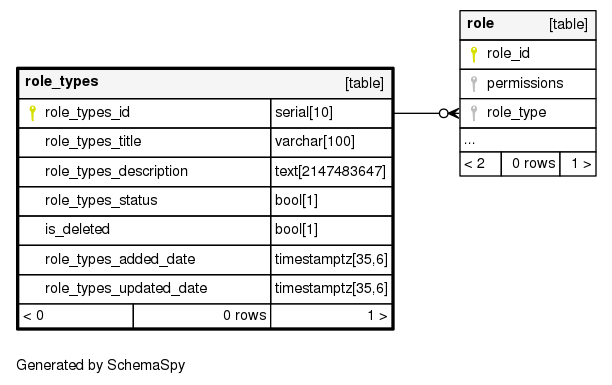 role [table]
role_id
permissions
role_type
...
< 2 0 rows 1 >
role_types [table]
role_types_id serial[10]
role_types_title varchar[100]
role_types_description text[2147483647]
role_types_status bool[1]
is_deleted bool[1]
role_types_added_date timestamptz[35,6]
role_types_updated_date timestamptz[35,6]
< 0 0 rows 1 >
Generated by SchemaSpy